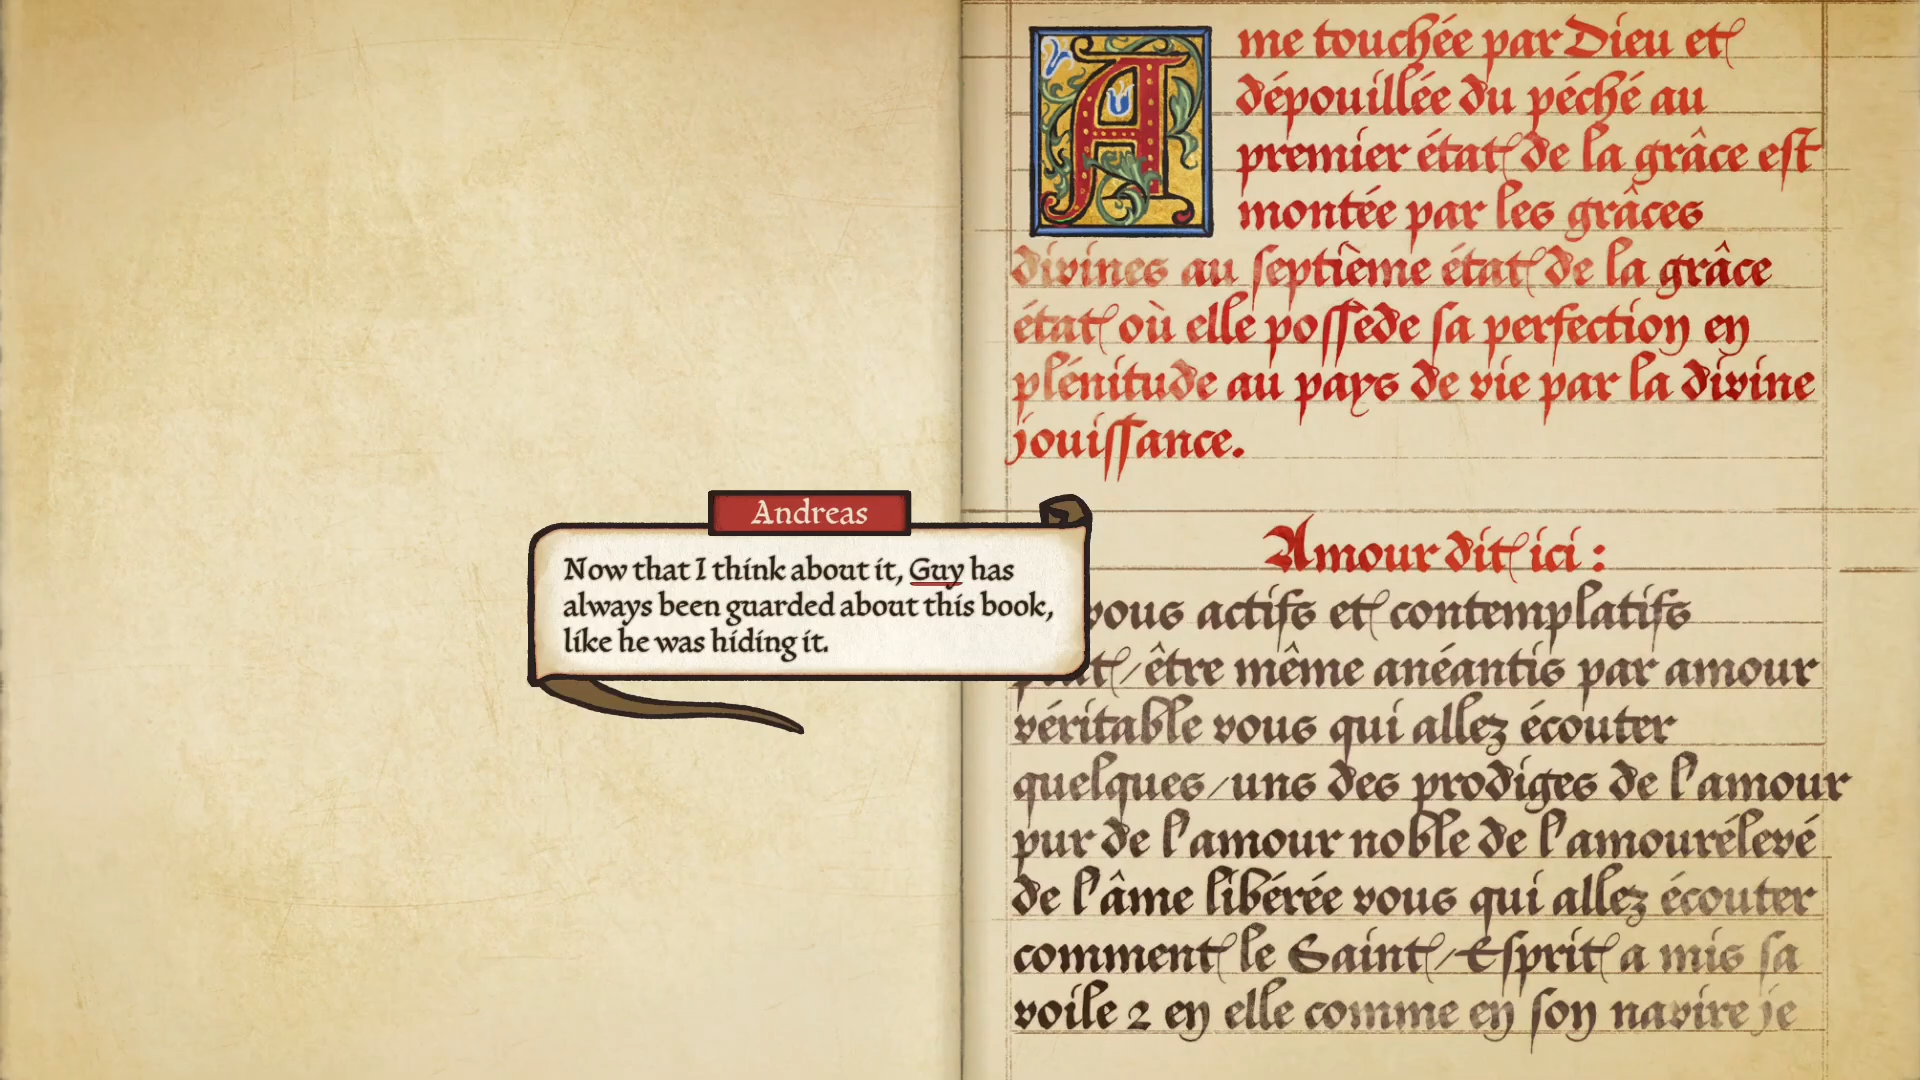 Andreas
Now that I think about it, Guy has
always been guarded about this book,
like he was hiding it.
Ame touchée par Dieu et
dépouillée du péché au
premier état de la grâce est
montée par les grâces
divines au septième état de la grâce
état où elle possede sa perfection en
plénitude au pays de vie par la divine
jouissance.
Amour dit ici :
vous actifs et contemplatifs
être même anéantis par amour
véritable vous qui allez écouter
quelques-uns des prodiges de l'amour
pur de l'amour noble de l'amourélevé
de l'âme libérée vous qui allez écouter
comment le Saint-Esprit a mis sa
voile 2 en elle comme en son navire je